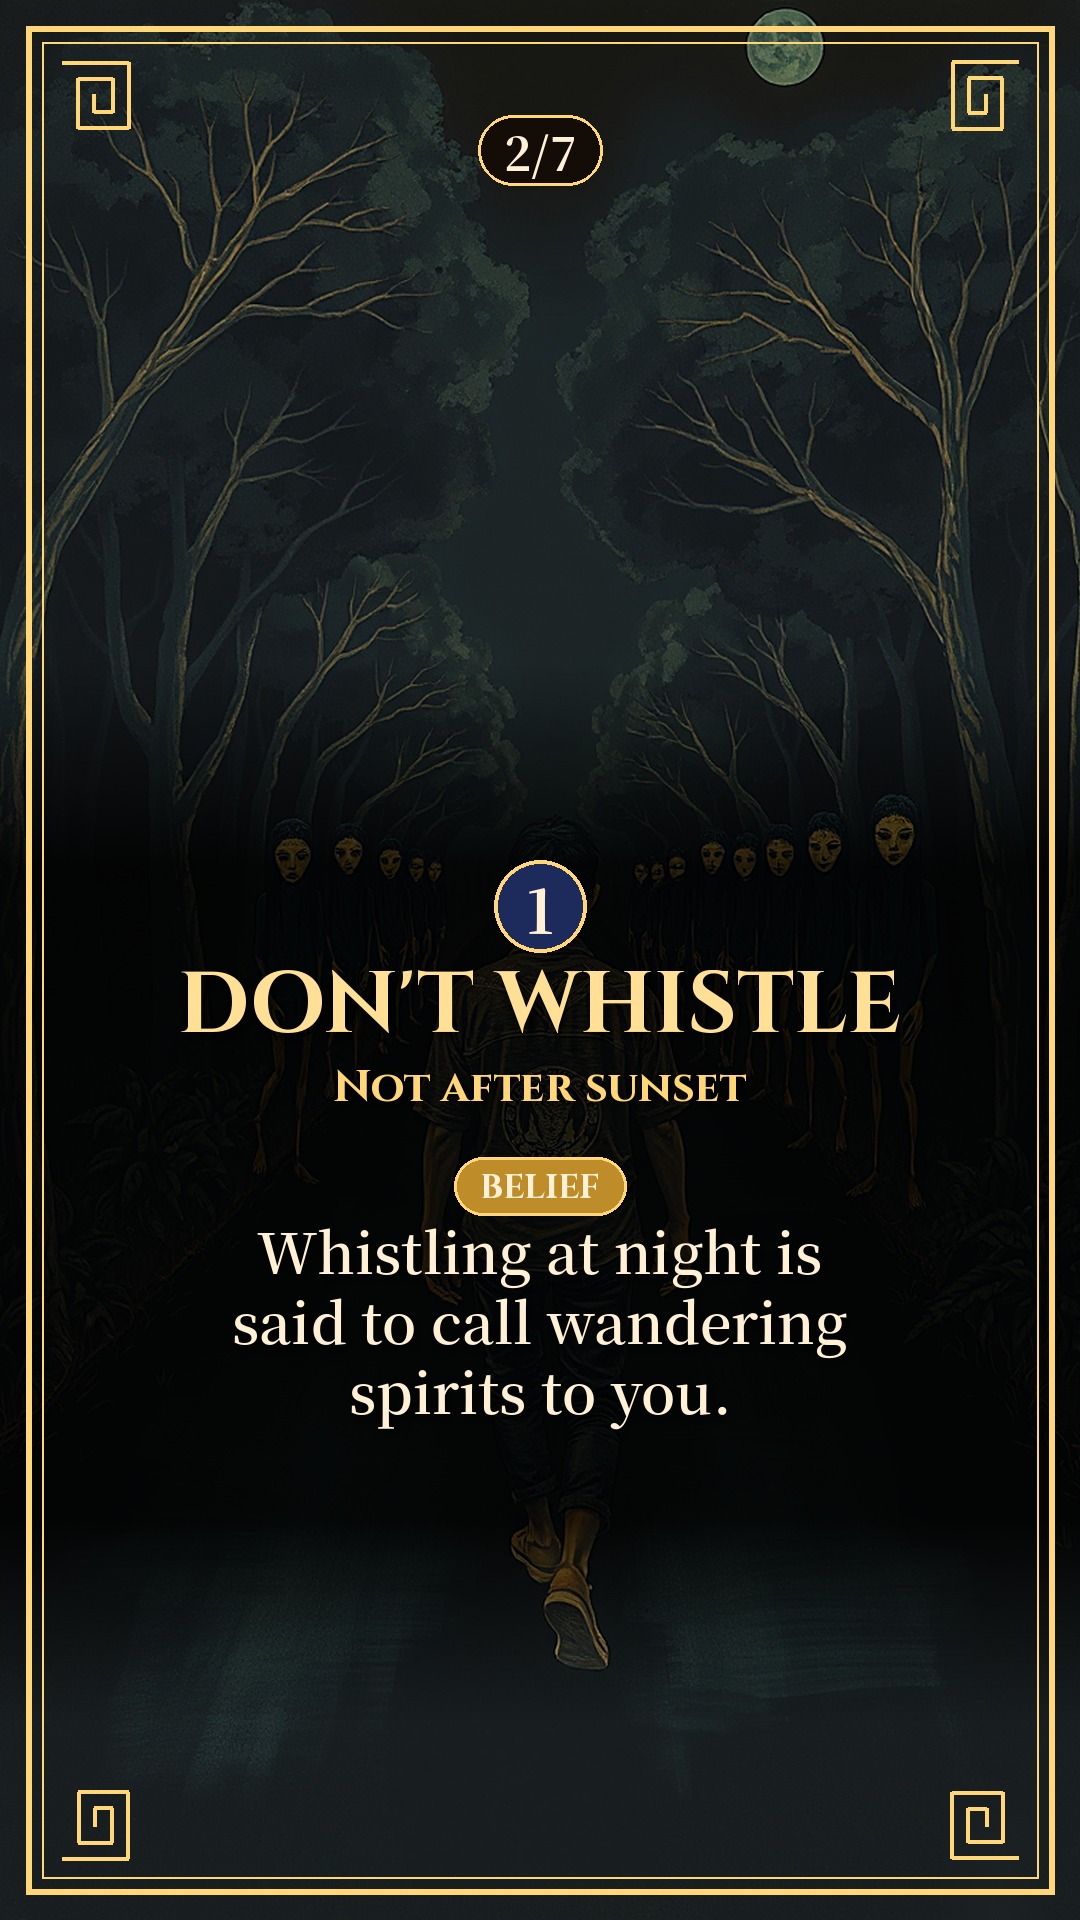 2/7
1
DON'T WHISTLE
NOT AFTER SUNSET
BELIEF
Whistling at night is
said to call wandering
spirits to you.